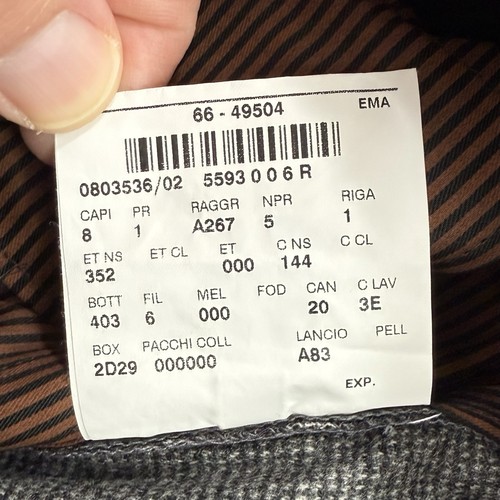 66 - 49504 EMA
0803536/02 5593 0 0 6 R
CAPI PR RAGGR NPR RIGA
8 1 A267 5 1
ET NS ET CL ET C NS C CL
352 000 144
BOTT FIL MEL FOD CAN C LAV
403 6 000 20 3E
BOX PACCHI COLL LANCIO PELL
2D29 000000 A83
EXP.